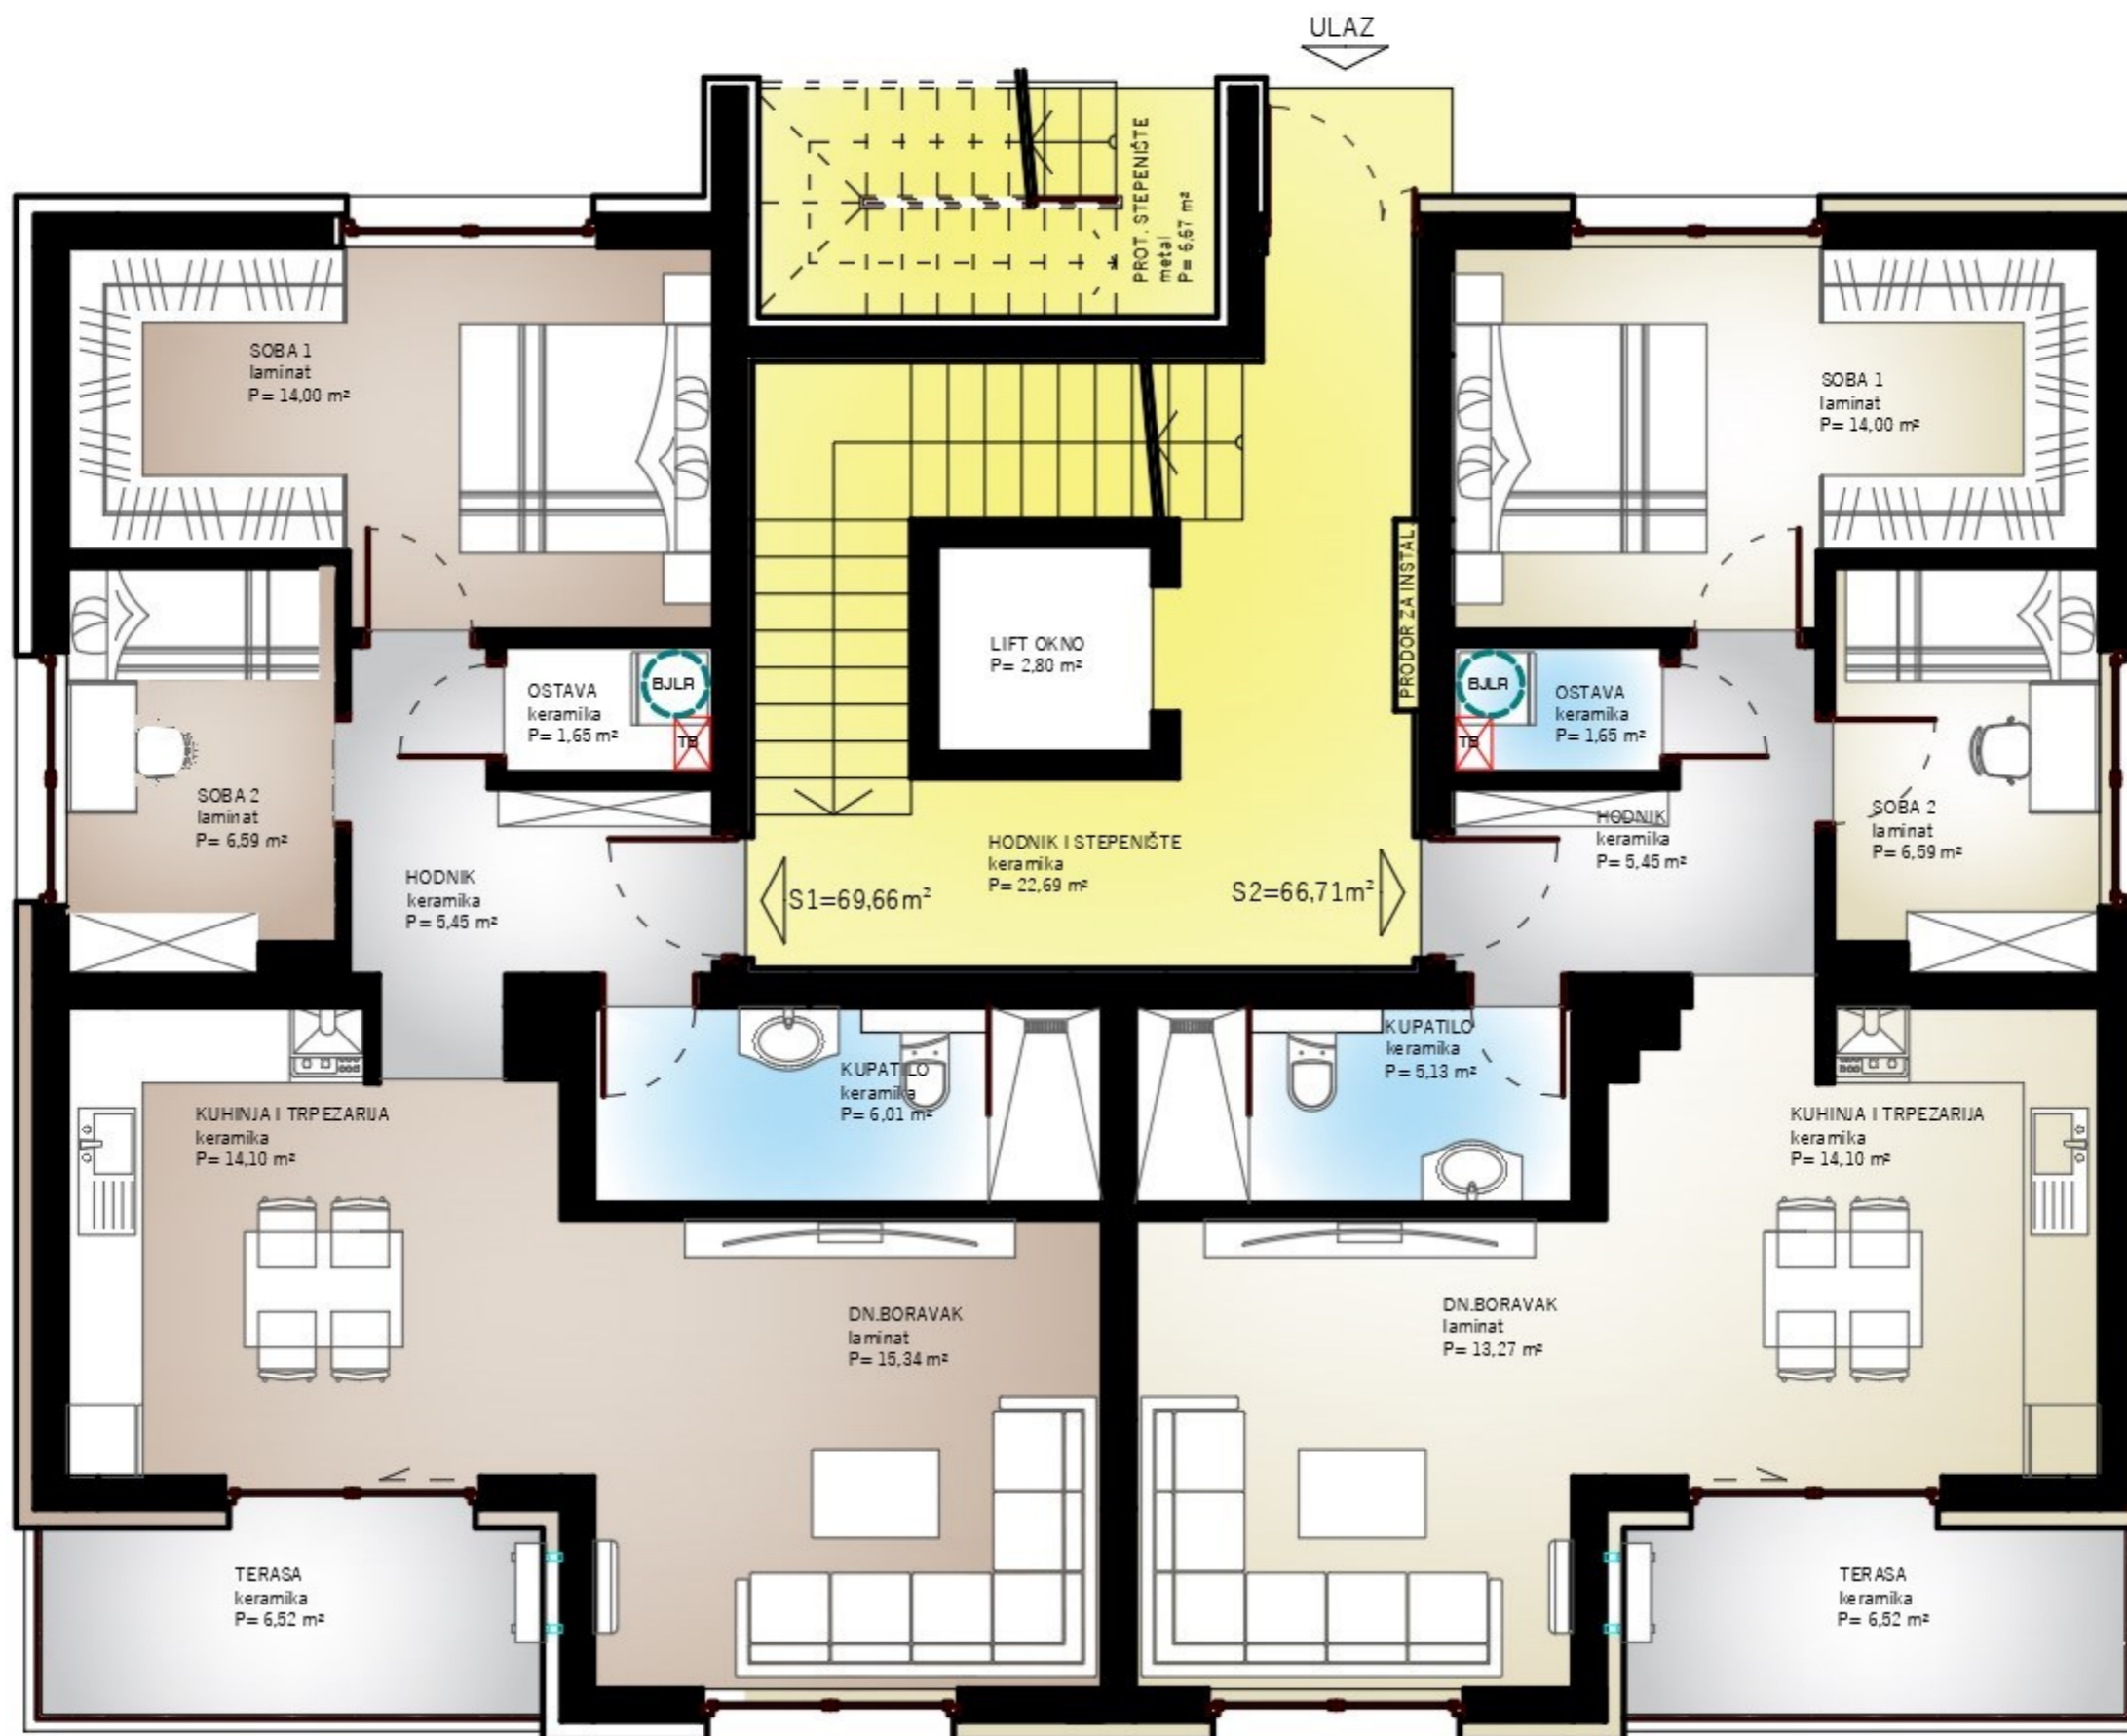 ULAZ
PROT. STEPENIŠTE
metal
P= 6,67 m²
SOBA 1
laminat
P= 14,00 m²
SOBA 1
laminat
P= 14,00 m²
PRODOR ZA INSTAL.
LIFT OKNO
P= 2,80 m²
OSTAVA
keramika
P= 1,65 m²
BJLR
TB
BJLR
TB
OSTAVA
keramika
P= 1,65 m²
SOBA 2
laminat
P= 6,59 m²
HODNIK
keramika
P= 5,45 m²
HODNIK I STEPENIŠTE
keramika
P= 22,69 m²
S1=69,66m²
S2=66,71m²
HODNIK
keramika
P= 5,45 m²
SOBA 2
laminat
P= 6,59 m²
KUPATILO
keramika
P= 6,01 m²
KUPATILO
keramika
P= 5,13 m²
KUHINJA I TRPEZARIJA
keramika
P= 14,10 m²
KUHINJA I TRPEZARIJA
keramika
P= 14,10 m²
DN.BORAVAK
laminat
P= 15,34 m²
DN.BORAVAK
laminat
P= 13,27 m²
TERASA
keramika
P= 6,52 m²
TERASA
keramika
P= 6,52 m²